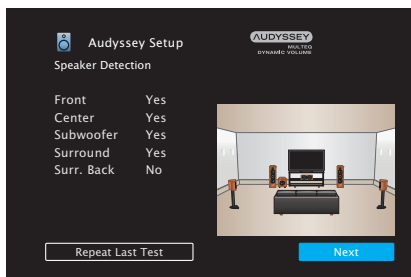 Audyssey Setup
AUDYSSEY
MULTEQ
DYNAMIC VOLUME
Speaker Detection
Front Yes
Center Yes
Subwoofer Yes
Surround Yes
Surr. Back No
Repeat Last Test
Next